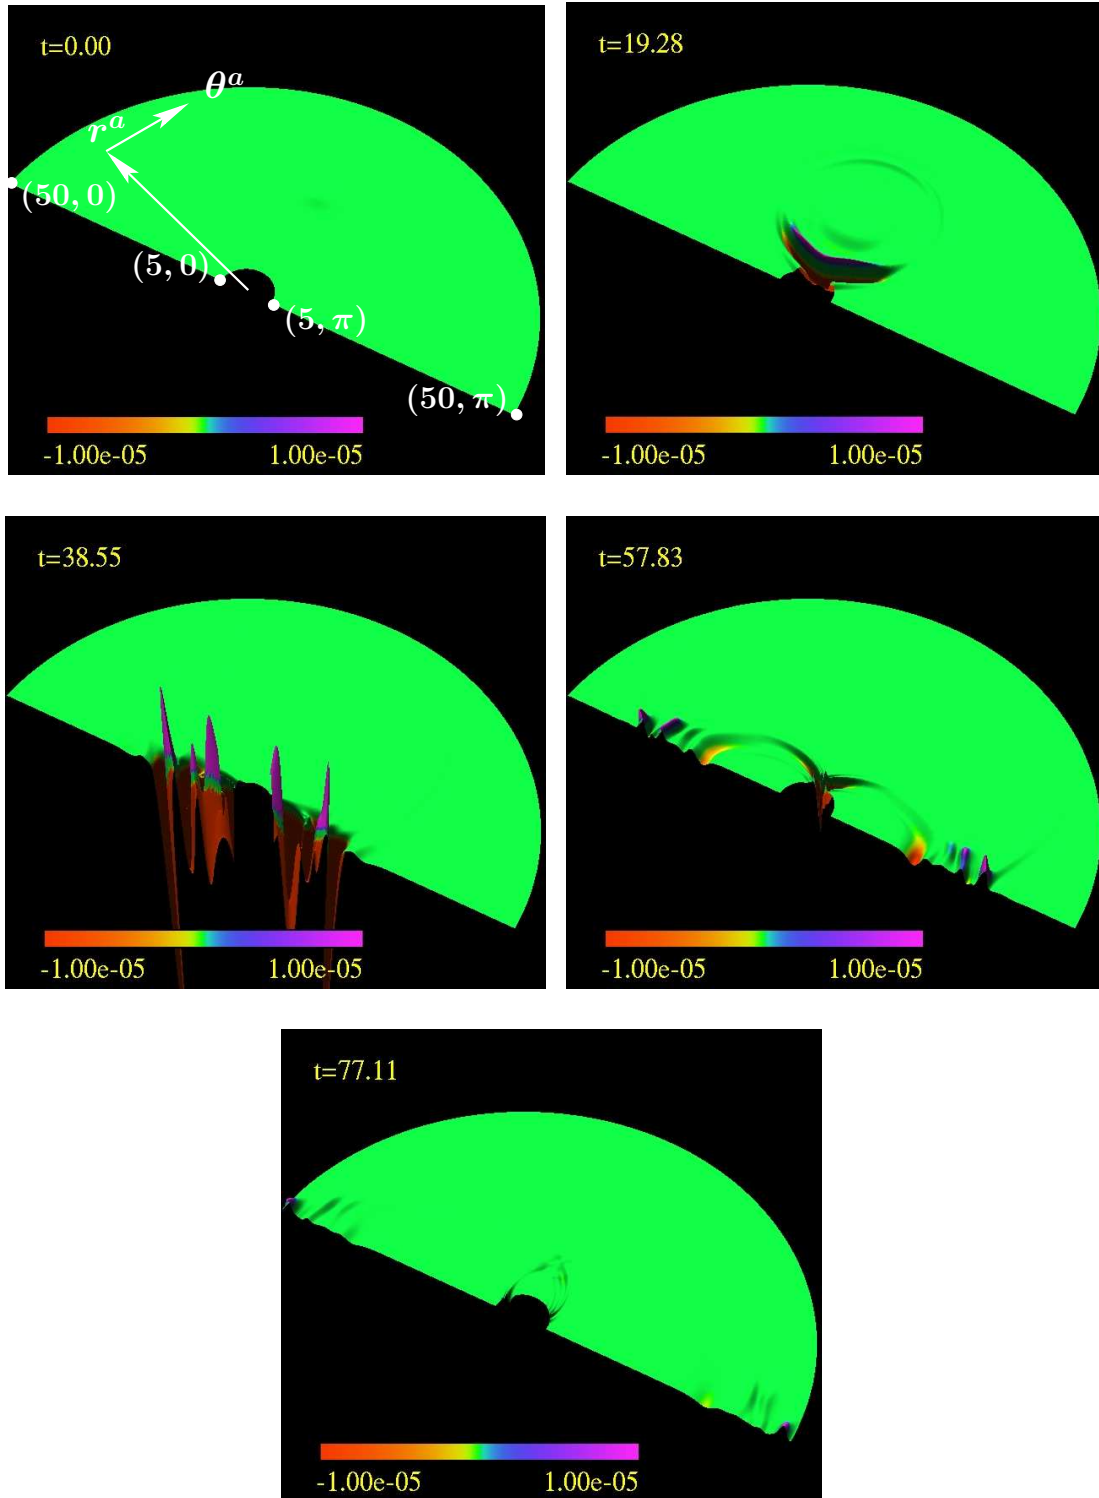 t=0.00
θ^a
r^a
(50, 0)
(5, 0)
(5, π)
(50, π)
-1.00e-05 1.00e-05
t=19.28
-1.00e-05 1.00e-05
t=38.55
-1.00e-05 1.00e-05
t=57.83
-1.00e-05 1.00e-05
t=77.11
-1.00e-05 1.00e-05